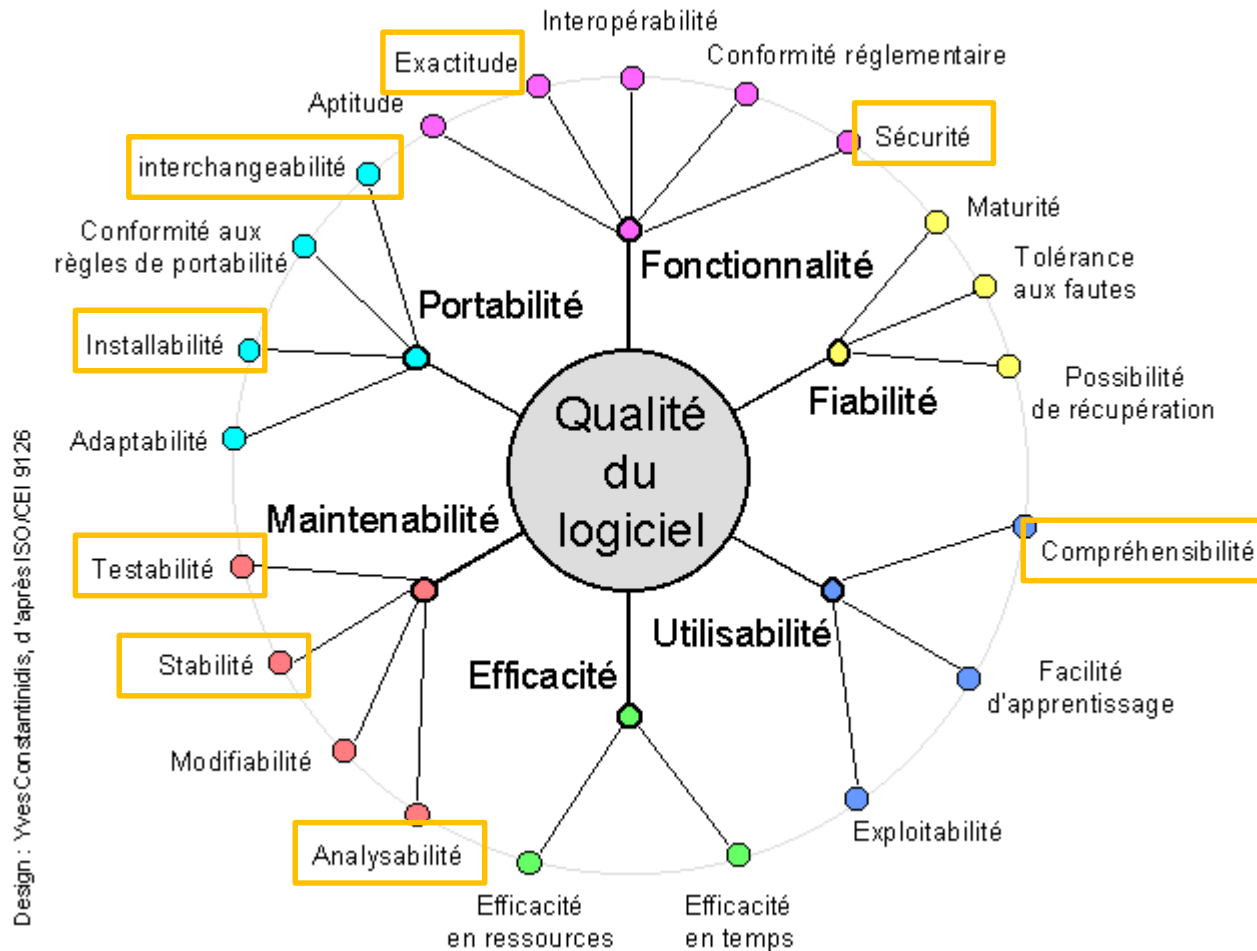 Interopérabilité
Exactitude
Conformité réglementaire
Aptitude
Sécurité
interchangeabilité
Maturité
Conformité aux
règles de portabilité
Fonctionnalité
Tolérance
aux fautes
Portabilité
Installabilité
Possibilité
de récupération
Fiabilité
Qualité
du
logiciel
Adaptabilité
Maintenabilité
Testabilité
Compréhensibilité
Utilisabilité
Stabilité
Efficacité
Facilité
d'apprentissage
Modifiabilité
Analysabilité
Exploitabilité
Efficacité
en ressources
Efficacité
en temps
Design : Yves Constantinidis, d'après ISO/CEI 9126